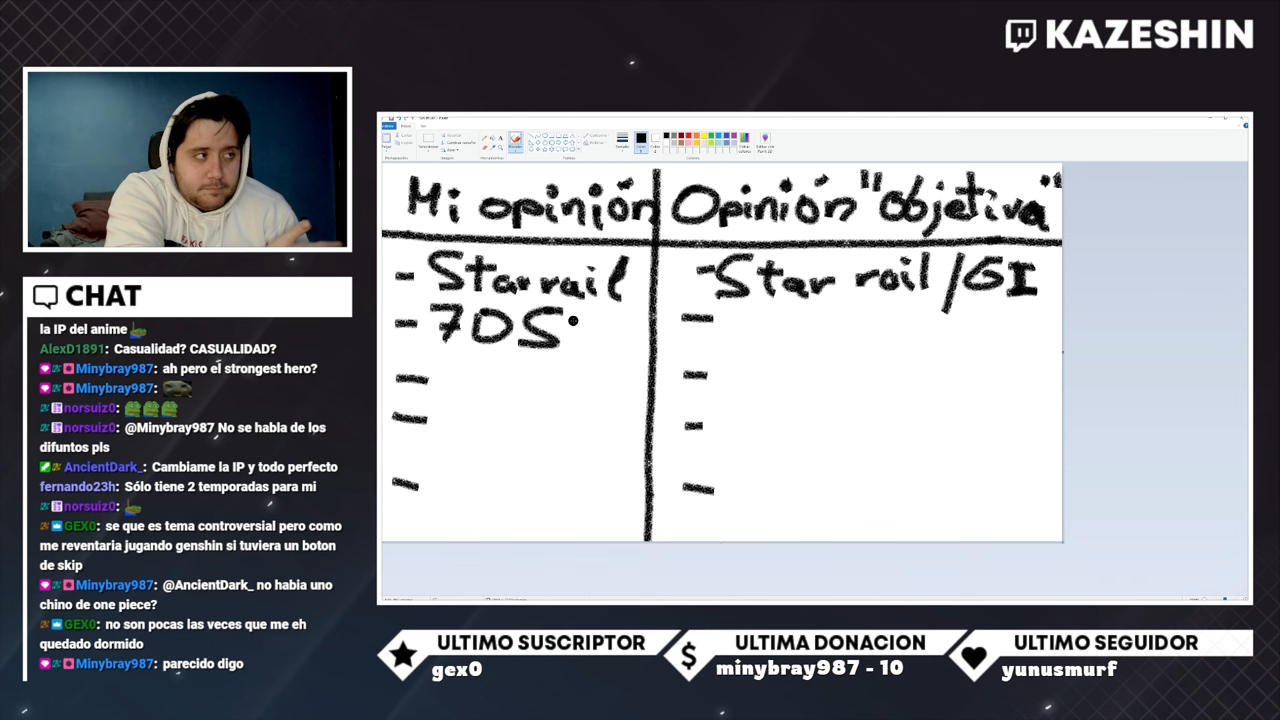 KAZESHIN
Mi opinión
Opinión "objetiva"
- Starrail
- Star rail/GI
- 7DS
CHAT
la IP del anime
AlexD1891: Casualidad? CASUALIDAD?
Minybray987: ah pero el strongest hero?
Minybray987:
norsuiz0:
norsuiz0: @Minybray987 No se habla de los
difuntos pls
AncientDark_: Cambiame la IP y todo perfecto
fernando23h: Sólo tiene 2 temporadas para mi
norsuiz0:
GEX0: se que es tema controversial pero como
me reventaria jugando genshin si tuviera un boton
de skip
Minybray987: @AncientDark_ no habia uno
chino de one piece?
GEX0: no son pocas las veces que me eh
quedado dormido
Minybray987: parecido digo
ULTIMO SUSCRIPTOR
gex0
ULTIMA DONACION
minybray987 - 10
ULTIMO SEGUIDOR
yunusmurf